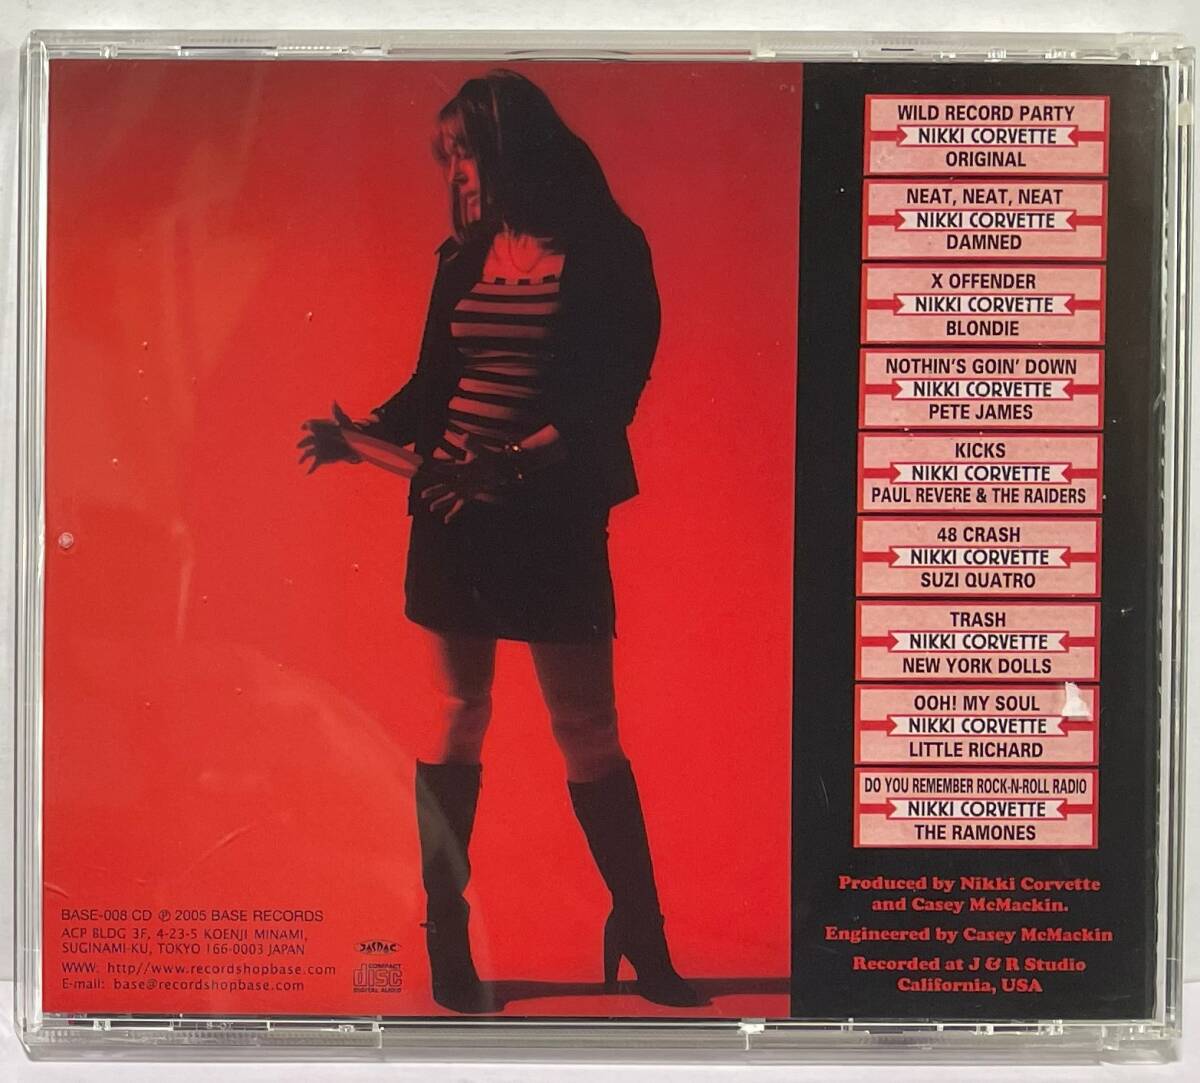 WILD RECORD PARTY
NIKKI CORVETTE
ORIGINAL
NEAT, NEAT, NEAT
NIKKI CORVETTE
DAMNED
X OFFENDER
NIKKI CORVETTE
BLONDIE
NOTHIN'S GOIN' DOWN
NIKKI CORVETTE
PETE JAMES
KICKS
NIKKI CORVETTE
PAUL REVERE & THE RAIDERS
48 CRASH
NIKKI CORVETTE
SUZI QUATRO
TRASH
NIKKI CORVETTE
NEW YORK DOLLS
OOH! MY SOUL
NIKKI CORVETTE
LITTLE RICHARD
DO YOU REMEMBER ROCK-N-ROLL RADIO
NIKKI CORVETTE
THE RAMONES
Produced by Nikki Corvette
and Casey McMackin.
Engineered by Casey McMackin
Recorded at J & R Studio
California, USA
BASE-008 CD ℗ 2005 BASE RECORDS
ACP BLDG 3F, 4-23-5 KOENJI MINAMI,
SUGINAMI-KU, TOKYO 166-0003 JAPAN
WWW: http://www.recordshopbase.com
E-mail: base@recordshopbase.com
JASRAC
COMPACT
disc
DIGITAL AUDIO